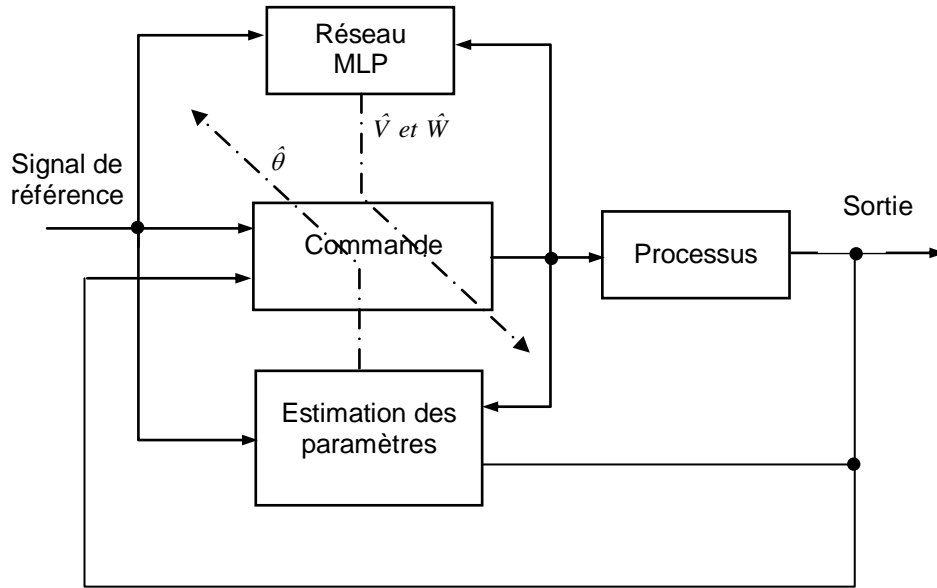 Réseau
MLP
V̂ et Ŵ
θ̂
Signal de
référence
Commande
Processus
Sortie
Estimation des
paramètres